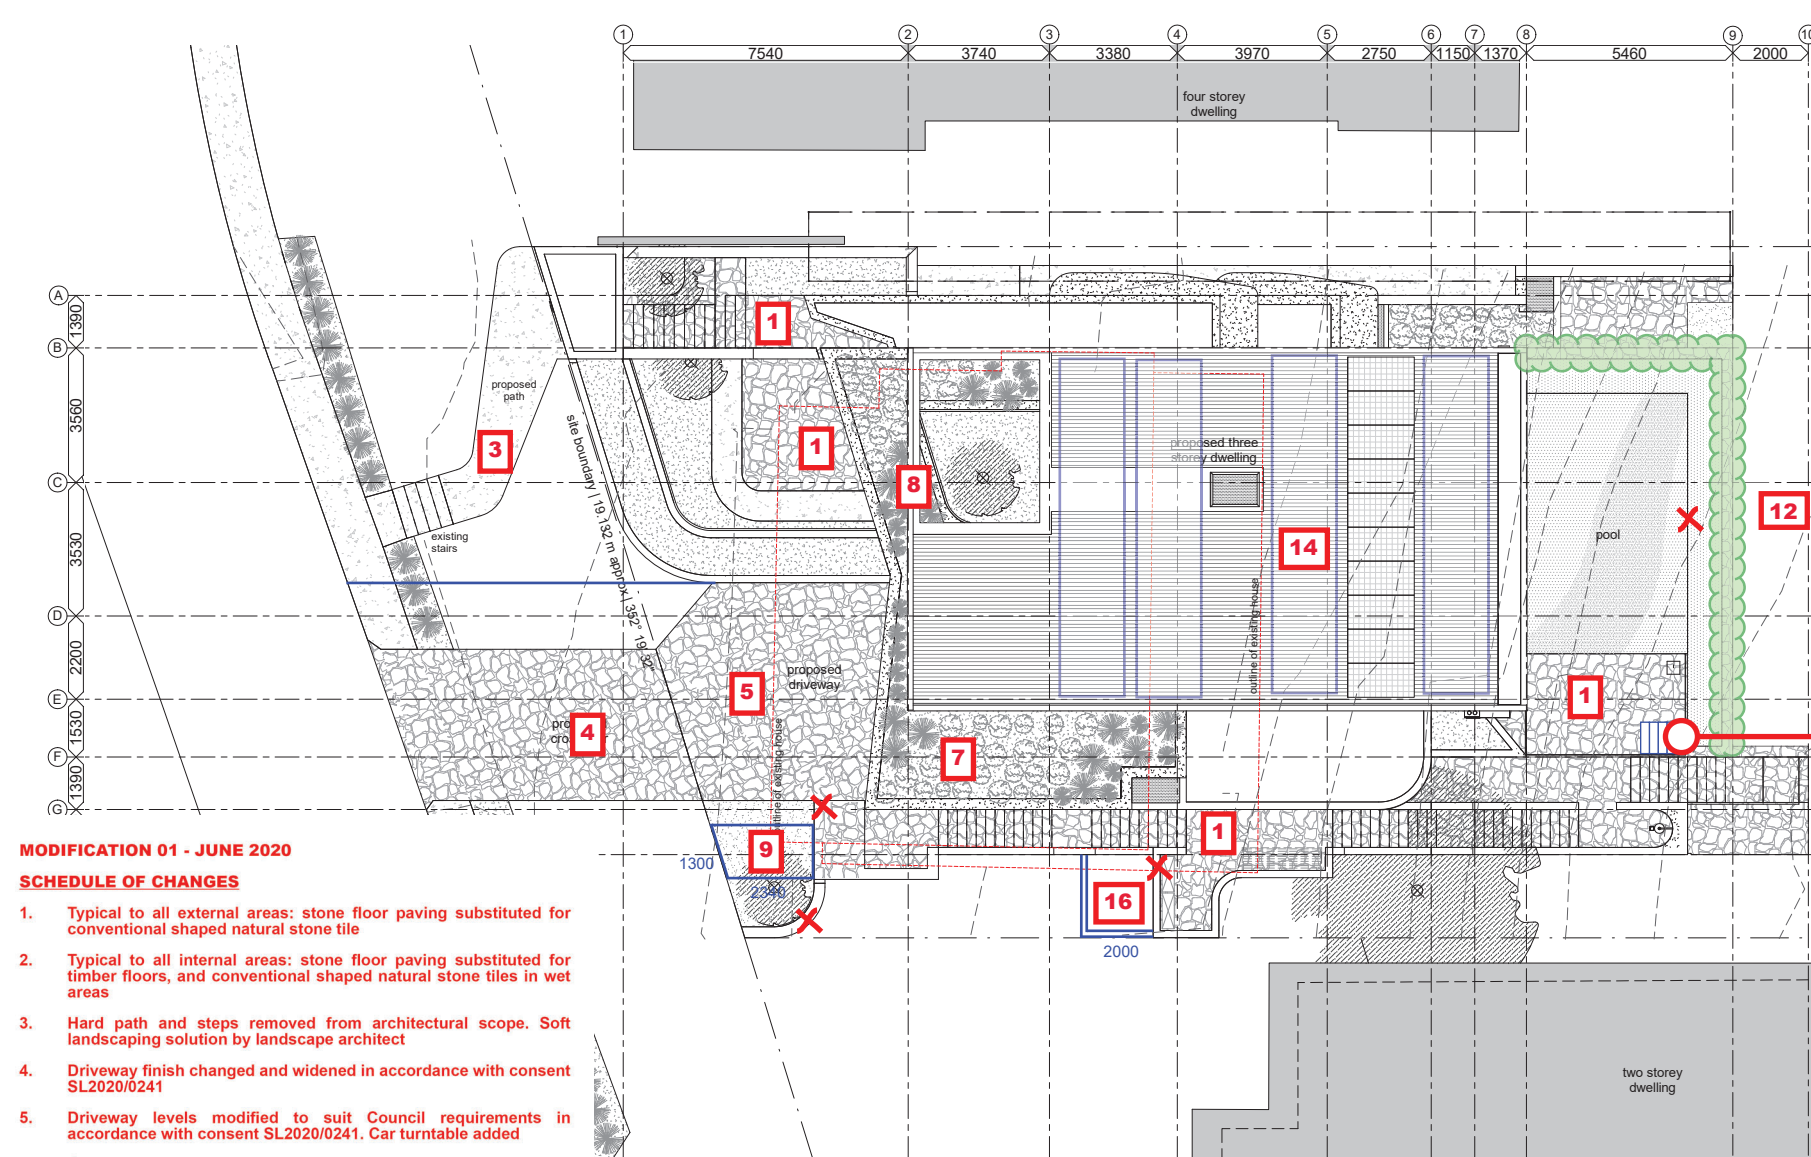 1 2 3 4 5 6 7 8 9 10
7540 3740 3380 3970 2750 1150 1370 5460 2000
four storey
dwelling
A
1390
B
3560
C
3530
D
2200
E
1530
F
1390
G
1
proposed
path
3
site boundary | 19.132 m approx | 352° 19' 32"
1
8
proposed three
storey dwelling
14
12
pool
existing
stairs
outline of existing house
proposed
driveway
5
4
1
outline of existing house
7
1
9
1300
2340
16
2000
two storey
dwelling
MODIFICATION 01 - JUNE 2020
SCHEDULE OF CHANGES
1. Typical to all external areas: stone floor paving substituted for
conventional shaped natural stone tile
2. Typical to all internal areas: stone floor paving substituted for
timber floors, and conventional shaped natural stone tiles in wet
areas
3. Hard path and steps removed from architectural scope. Soft
landscaping solution by landscape architect
4. Driveway finish changed and widened in accordance with consent
SL2020/0241
5. Driveway levels modified to suit Council requirements in
accordance with consent SL2020/0241. Car turntable added